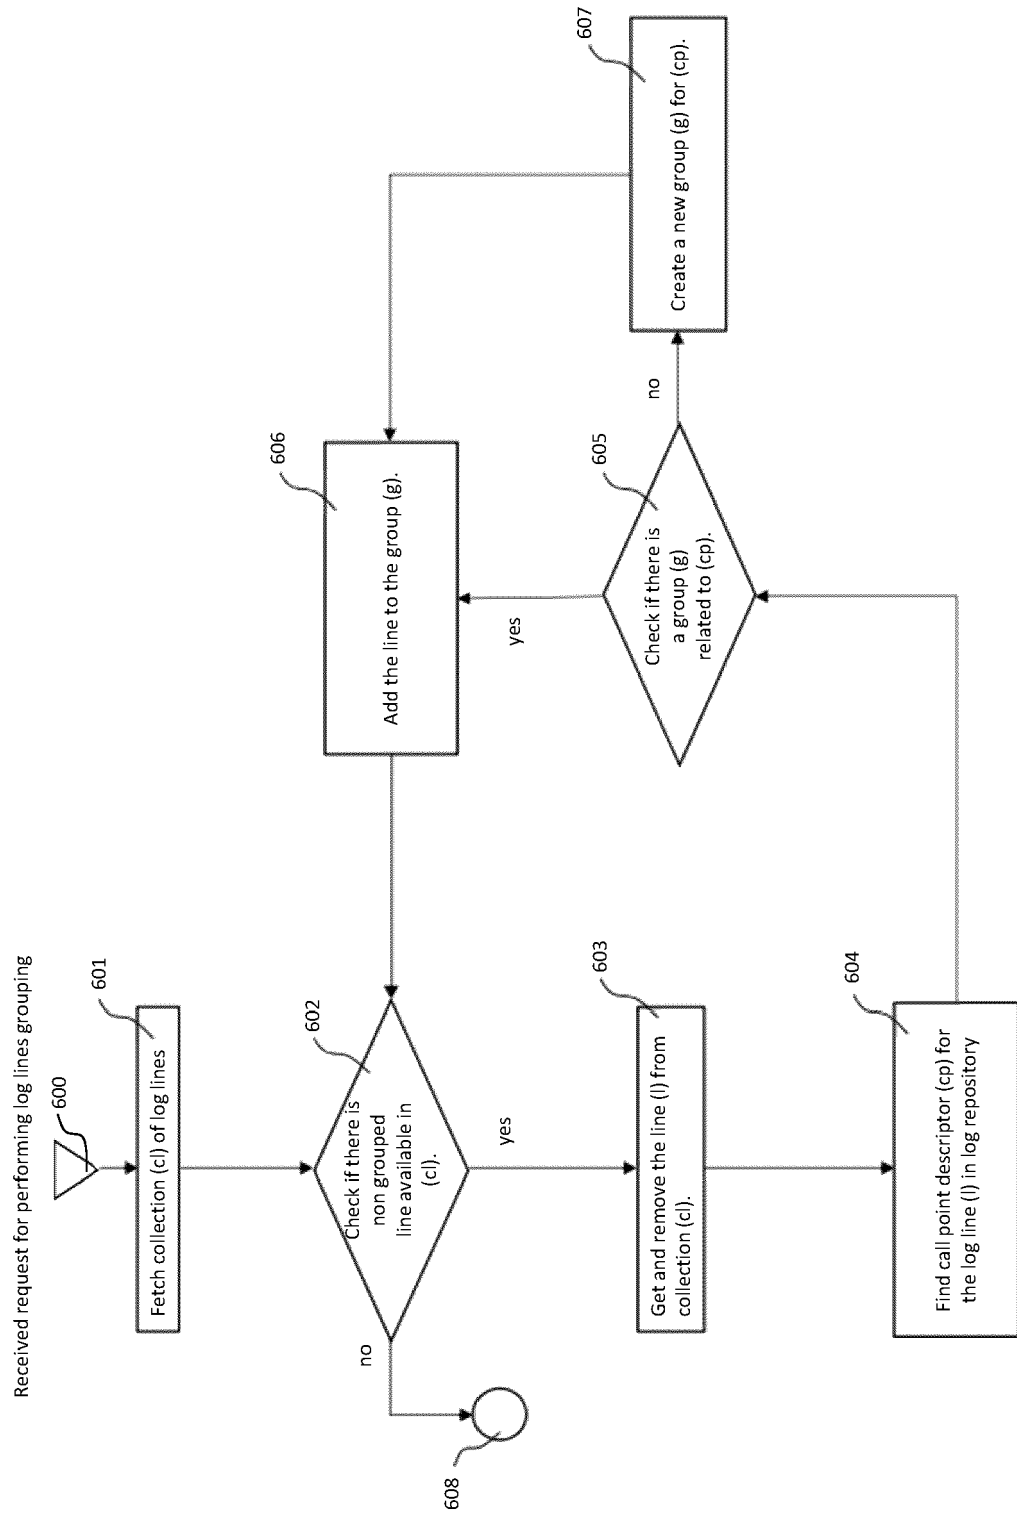 Received request for performing log lines grouping
600
601
Fetch collection (cl) of log lines
602
Check if there is
non grouped
line available in
(cl).
no
608
yes
603
Get and remove the line (l) from
collection (cl).
604
Find call point descriptor (cp) for
the log line (l) in log repository
605
Check if there is
a group (g)
related to (cp).
yes
606
Add the line to the group (g).
no
607
Create a new group (g) for (cp).